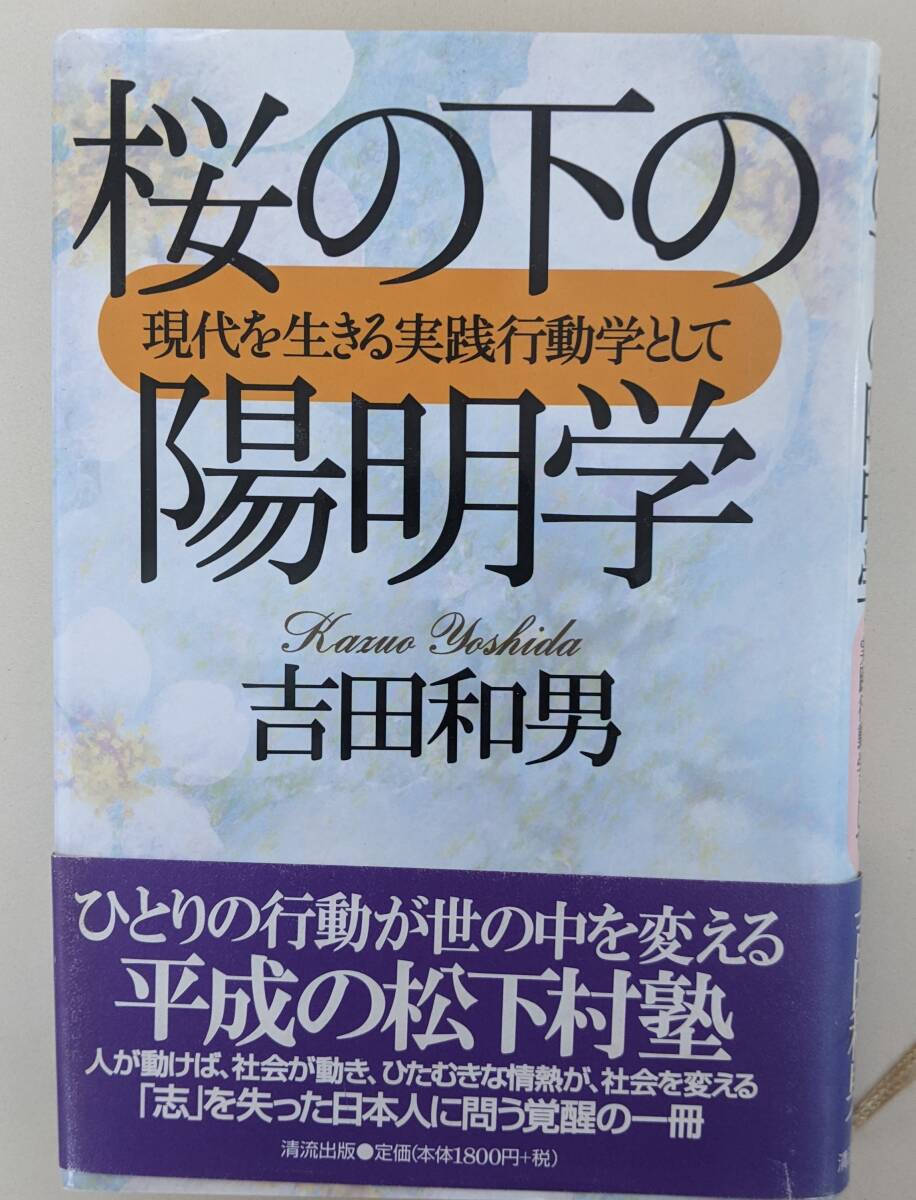 桜の下の
現代を生きる実践行動学として
陽明学
Kazuo Yoshida
吉田和男
ひとりの行動が世の中を変える
平成の松下村塾
人が動けば、社会が動き、ひたむきな情熱が、社会を変える
「志」を失った日本人に問う覚醒の一冊
清流出版●定価(本体1800円+税)